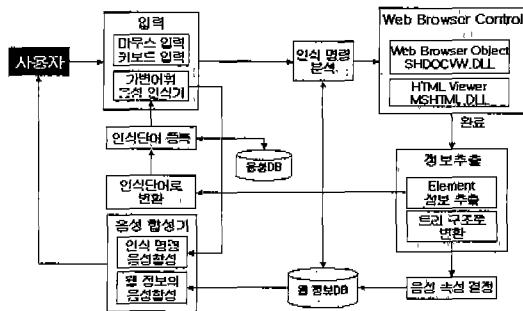 사용자
입력
마우스 입력
키보드 입력
가변어휘
음성 인식기
인식 명령
분석
Web Browser Control
Web Browser Object
SHDOCVW.DLL
HTML Viewer
MSHTML.DLL
완료
인식단어 등록
음성DB
인식단어로
변환
정보추출
Element
정보 추출
트리 구조로
변환
음성 합성기
인식 명령
음성합성
웹 정보의
음성합성
웹 정보DB
음성 속성 결정